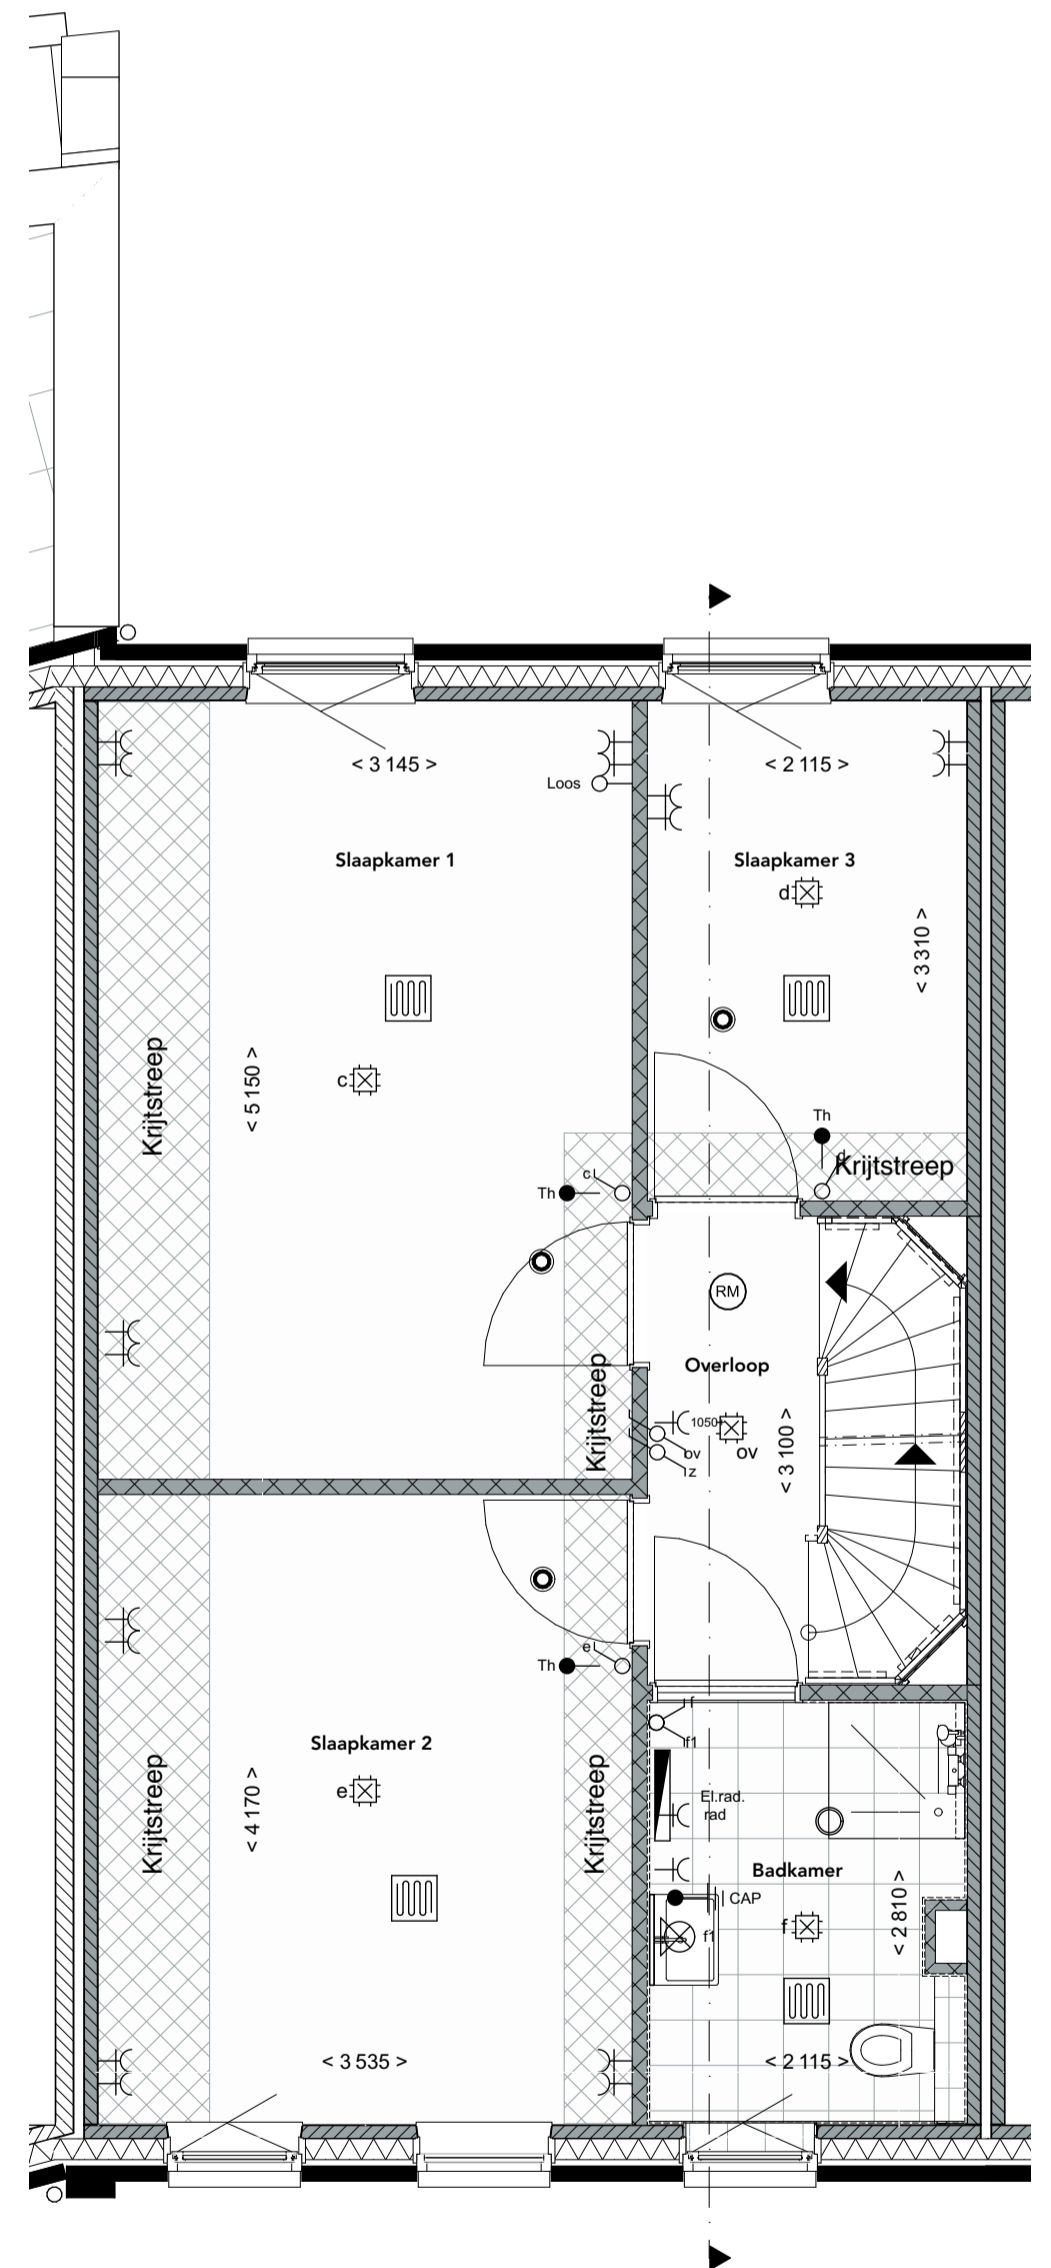 < 3 145 >
< 2 115 >
Loos
Slaapkamer 1
Slaapkamer 3
d
< 3 310 >
Krijtstreep
< 5 150 >
c
Th
d
Krijtstreep
c
Th
RM
Overloop
Krijtstreep
1050
ov
ov
lz
< 3 100 >
e
Th
f
f1
Slaapkamer 2
Krijtstreep
< 4 170 >
e
Krijtstreep
El.rad.
rad
Badkamer
CAP
f
f1
< 2 810 >
< 3 535 >
< 2 115 >